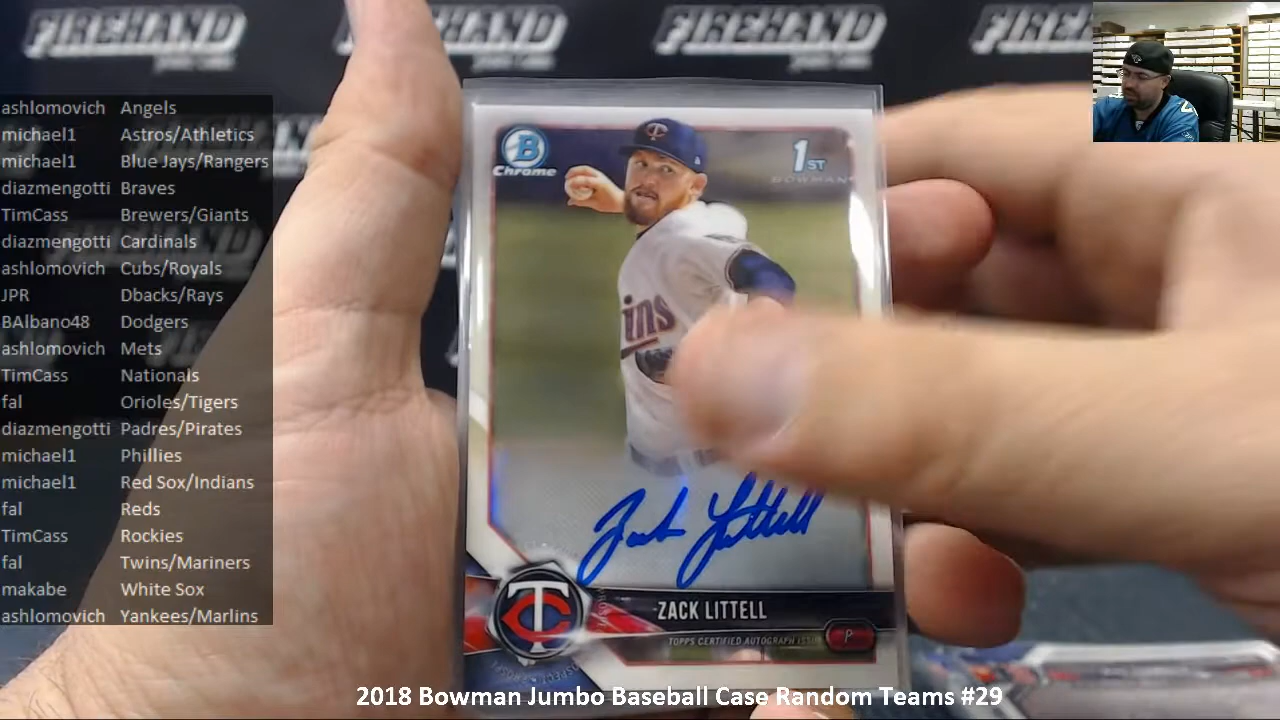 FIREHAND
FIREHAND
FIREHAND
FIRE
ashlomovich Angels
michael1 Astros/Athletics
michael1 Blue Jays/Rangers
diazmengotti Braves
TimCass Brewers/Giants
diazmengotti Cardinals
ashlomovich Cubs/Royals
JPR Dbacks/Rays
BAlbano48 Dodgers
ashlomovich Mets
TimCass Nationals
fal Orioles/Tigers
diazmengotti Padres/Pirates
michael1 Phillies
michael1 Red Sox/Indians
fal Reds
TimCass Rockies
fal Twins/Mariners
makabe White Sox
ashlomovich Yankees/Marlins
B
Chrome
1ST
BOWMAN
TC
ins
Zack Littell
TC
ZACK LITTELL
TOPPS CERTIFIED AUTOGRAPH ISSUE
P
2018 Bowman Jumbo Baseball Case Random Teams #29